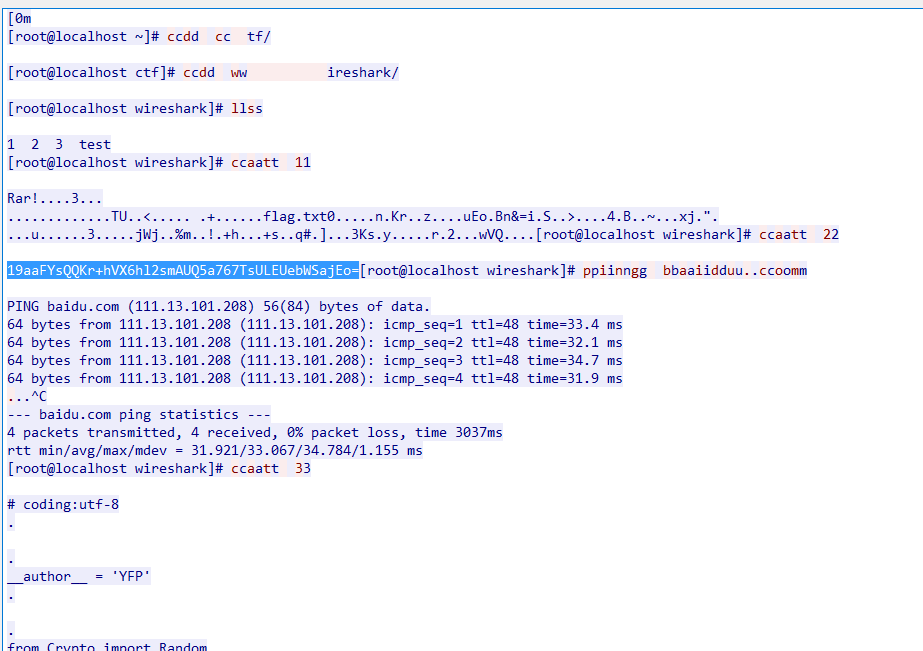 [0m
[root@localhost ~]# ccdd  cc  tf/
[root@localhost ctf]# ccdd  ww          ireshark/
[root@localhost wireshark]# llss
1  2  3  test
[root@localhost wireshark]# ccaatt  11
Rar!....3...
.............TU..<..... .+......flag.txt0.....n.Kr..z....uEo.Bn&=i.S..>....4.B..~...xj.".
...u......3.....jWj..%m..!.+h...+s..q#.]...3Ks.y.....r.2...wVQ....[root@localhost wireshark]# ccaatt  22
19aaFYsQQKr+hVX6hl2smAUQ5a767TsULEUebWSajEo=[root@localhost wireshark]# ppiinngg  bbaaiidduu..ccoomm
PING baidu.com (111.13.101.208) 56(84) bytes of data.
64 bytes from 111.13.101.208 (111.13.101.208): icmp_seq=1 ttl=48 time=33.4 ms
64 bytes from 111.13.101.208 (111.13.101.208): icmp_seq=2 ttl=48 time=32.1 ms
64 bytes from 111.13.101.208 (111.13.101.208): icmp_seq=3 ttl=48 time=34.7 ms
64 bytes from 111.13.101.208 (111.13.101.208): icmp_seq=4 ttl=48 time=31.9 ms
...^C
--- baidu.com ping statistics ---
4 packets transmitted, 4 received, 0% packet loss, time 3037ms
rtt min/avg/max/mdev = 31.921/33.067/34.784/1.155 ms
[root@localhost wireshark]# ccaatt  33
# coding:utf-8
.
.
__author__ = 'YFP'
.
.
from Crypto import Random